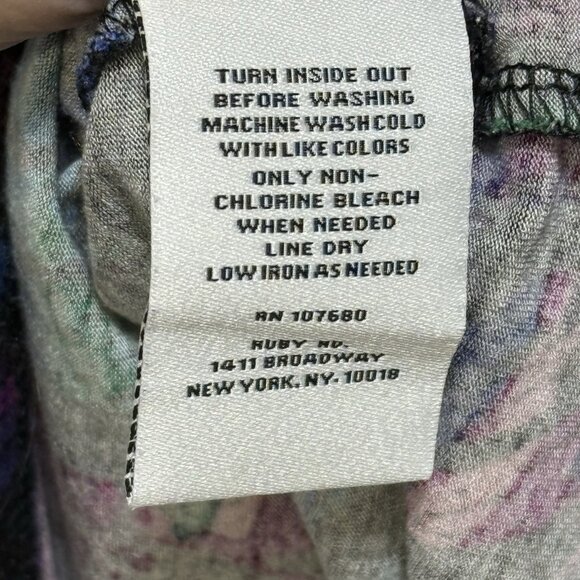 TURN INSIDE OUT
BEFORE WASHING
MACHINE WASH COLD
WITH LIKE COLORS
ONLY NON-
CHLORINE BLEACH
WHEN NEEDED
LINE DRY
LOW IRON AS NEEDED
RN 107680
RUBY RD.
1411 BROADWAY
NEW YORK, NY. 10018